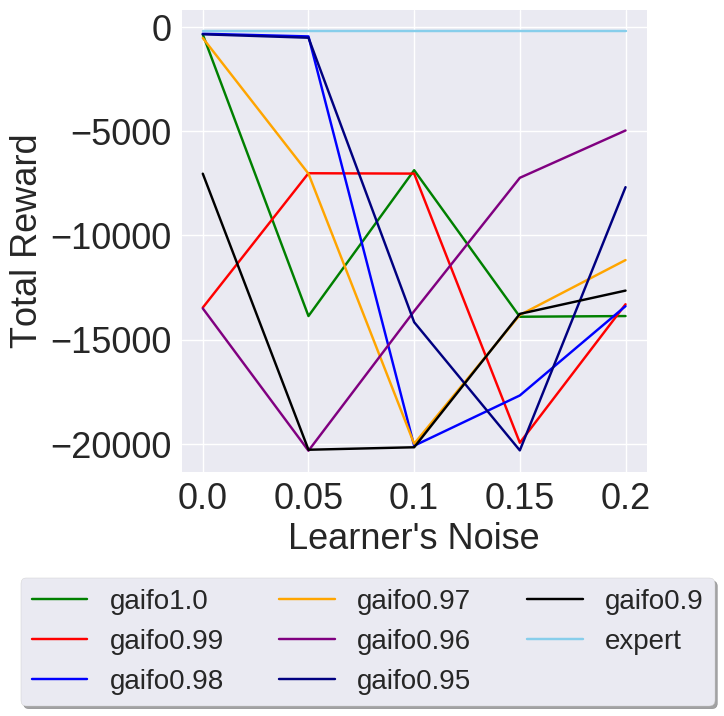 0
−5000
−10000
−15000
−20000
Total Reward
0.0 0.05 0.1 0.15 0.2
Learner's Noise
gaifo1.0 gaifo0.97 gaifo0.9
gaifo0.99 gaifo0.96 expert
gaifo0.98 gaifo0.95